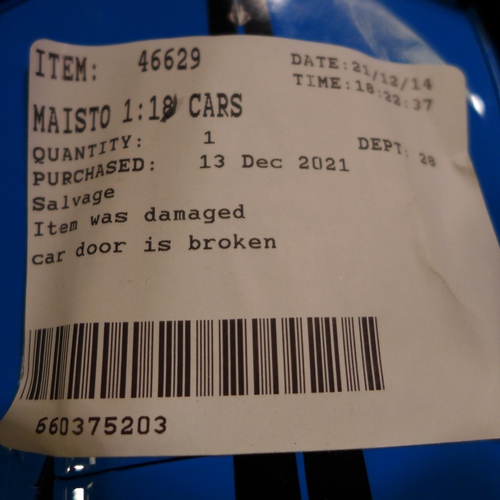 ITEM: 46629
DATE:21/12/14
TIME:18:22:37
MAISTO 1:18 CARS
QUANTITY: 1
DEPT: 28
PURCHASED: 13 Dec 2021
Salvage
Item was damaged
car door is broken
660375203